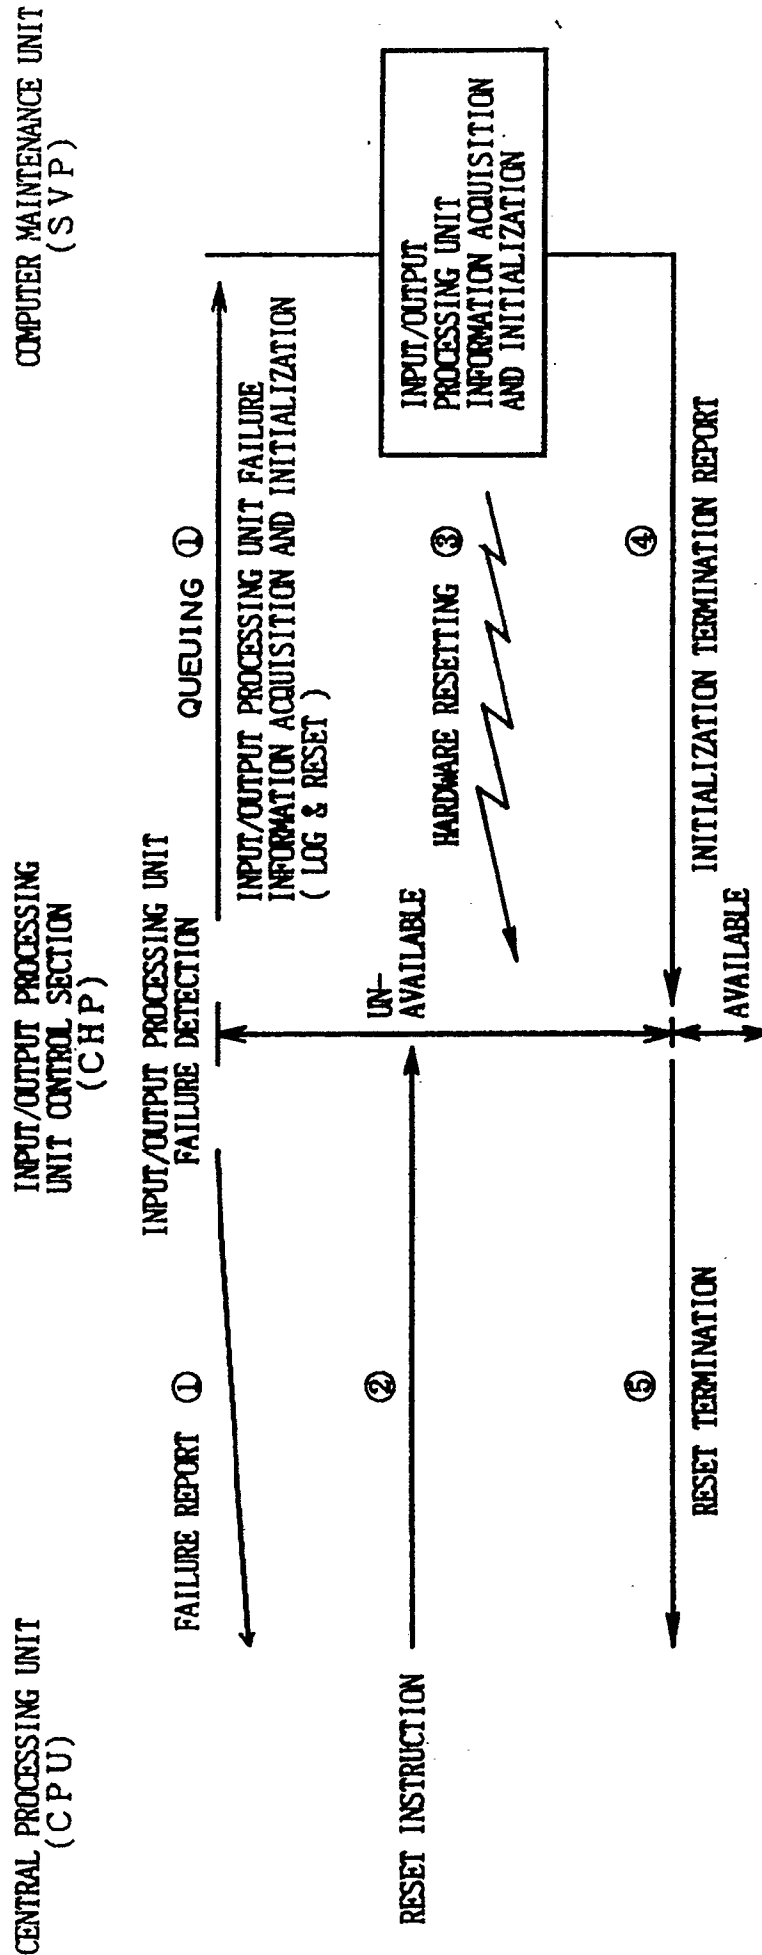 CENTRAL PROCESSING UNIT
(CPU)
INPUT/OUTPUT PROCESSING
UNIT CONTROL SECTION
(CHP)
COMPUTER MAINTENANCE UNIT
(SVP)
INPUT/OUTPUT PROCESSING UNIT
FAILURE DETECTION
FAILURE REPORT ①
QUEUING ①
INPUT/OUTPUT PROCESSING UNIT FAILURE
INFORMATION ACQUISITION AND INITIALIZATION
( LOG & RESET )
RESET INSTRUCTION
②
UN-
AVAILABLE
HARDWARE RESETTING ③
INPUT/OUTPUT
PROCESSING UNIT
INFORMATION ACQUISITION
AND INITIALIZATION
⑤
RESET TERMINATION
④
INITIALIZATION TERMINATION REPORT
AVAILABLE